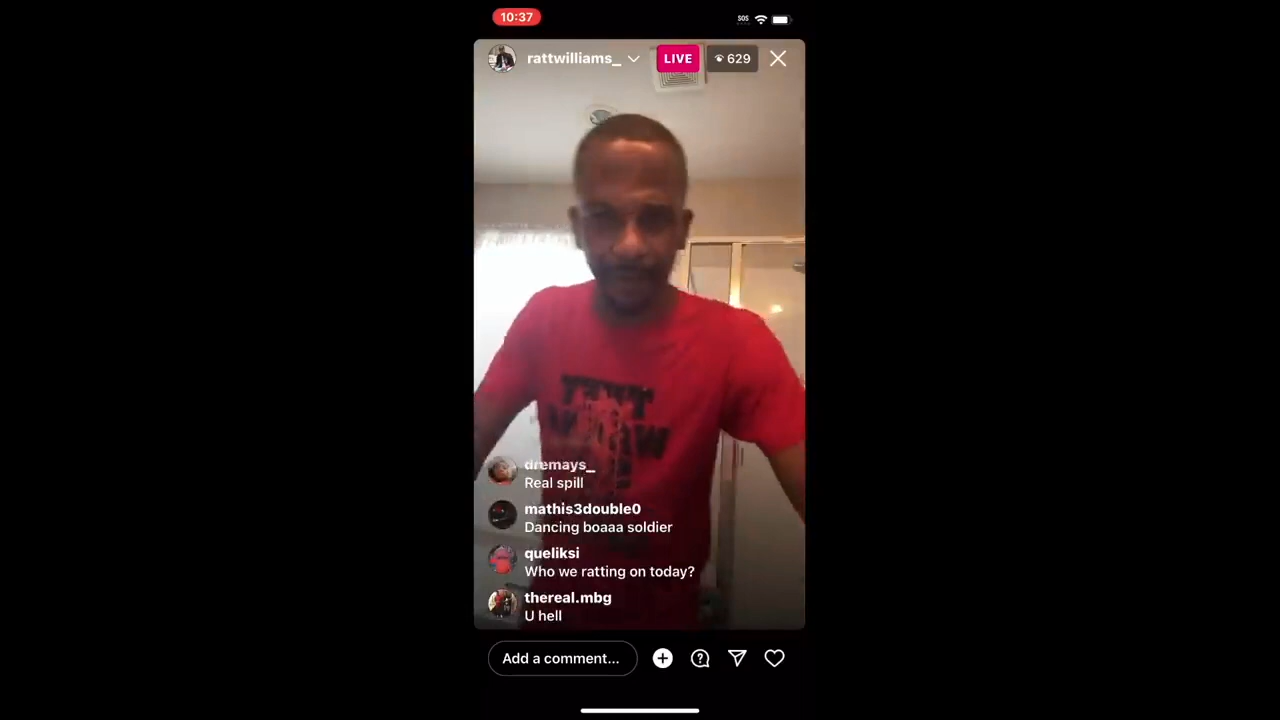 10:37
SOS
rattwilliams_
LIVE
629
dremays_
Real spill
mathis3double0
Dancing boaaa soldier
queliksi
Who we ratting on today?
thereal.mbg
U hell
Add a comment...